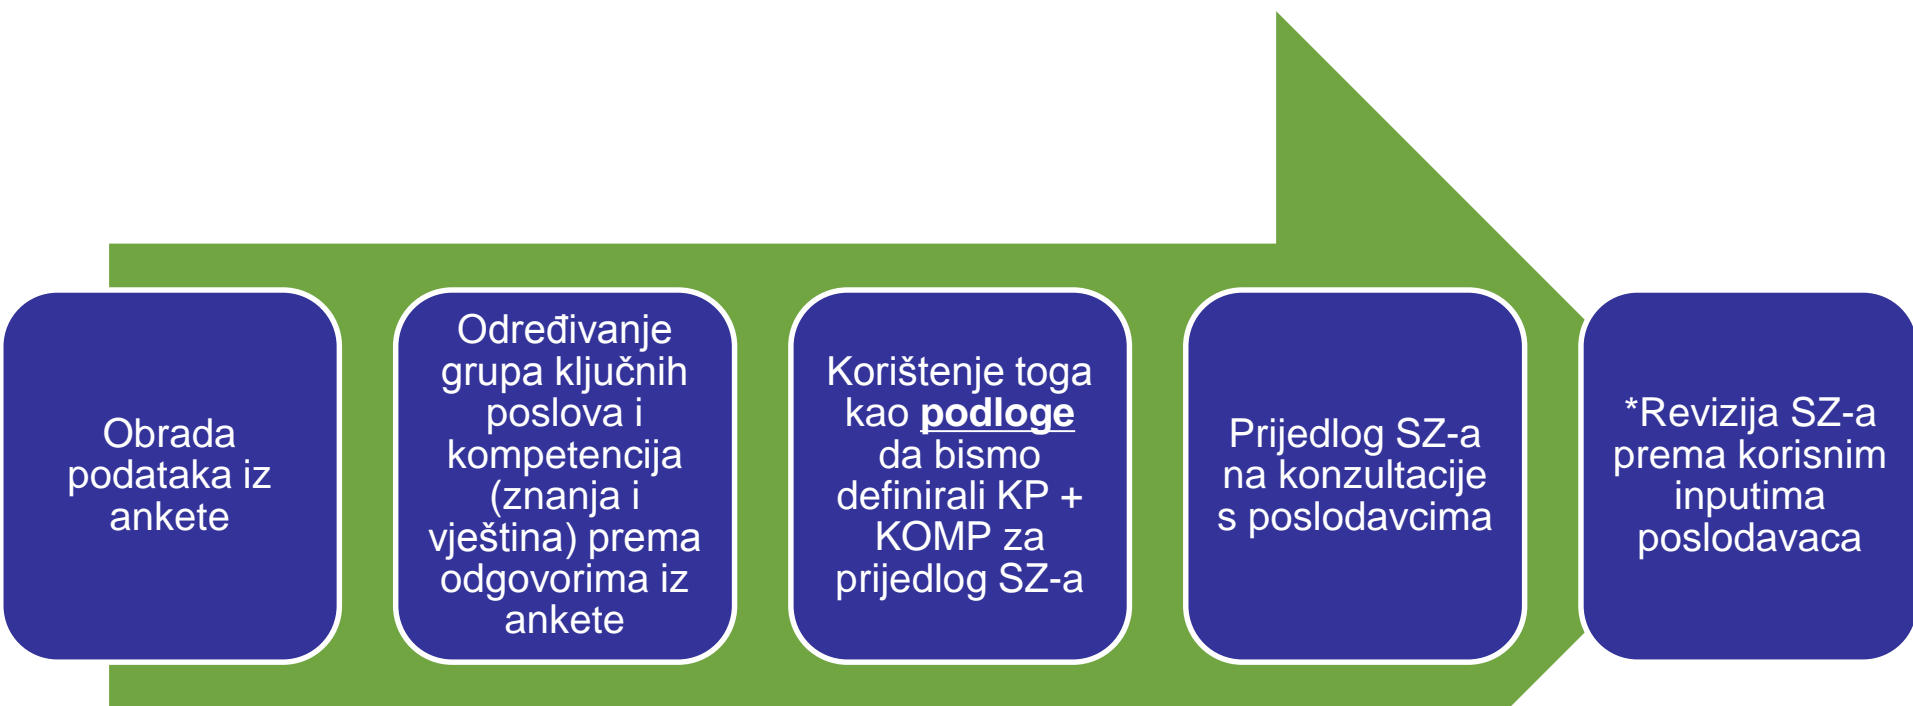 Obrada
podataka iz
ankete
Određivanje
grupa ključnih
poslova i
kompetencija
(znanja i
vještina) prema
odgovorima iz
ankete
Korištenje toga
kao podloge
da bismo
definirali KP +
KOMP za
prijedlog SZ-a
Prijedlog SZ-a
na konzultacije
s poslodavcima
*Revizija SZ-a
prema korisnim
inputima
poslodavaca